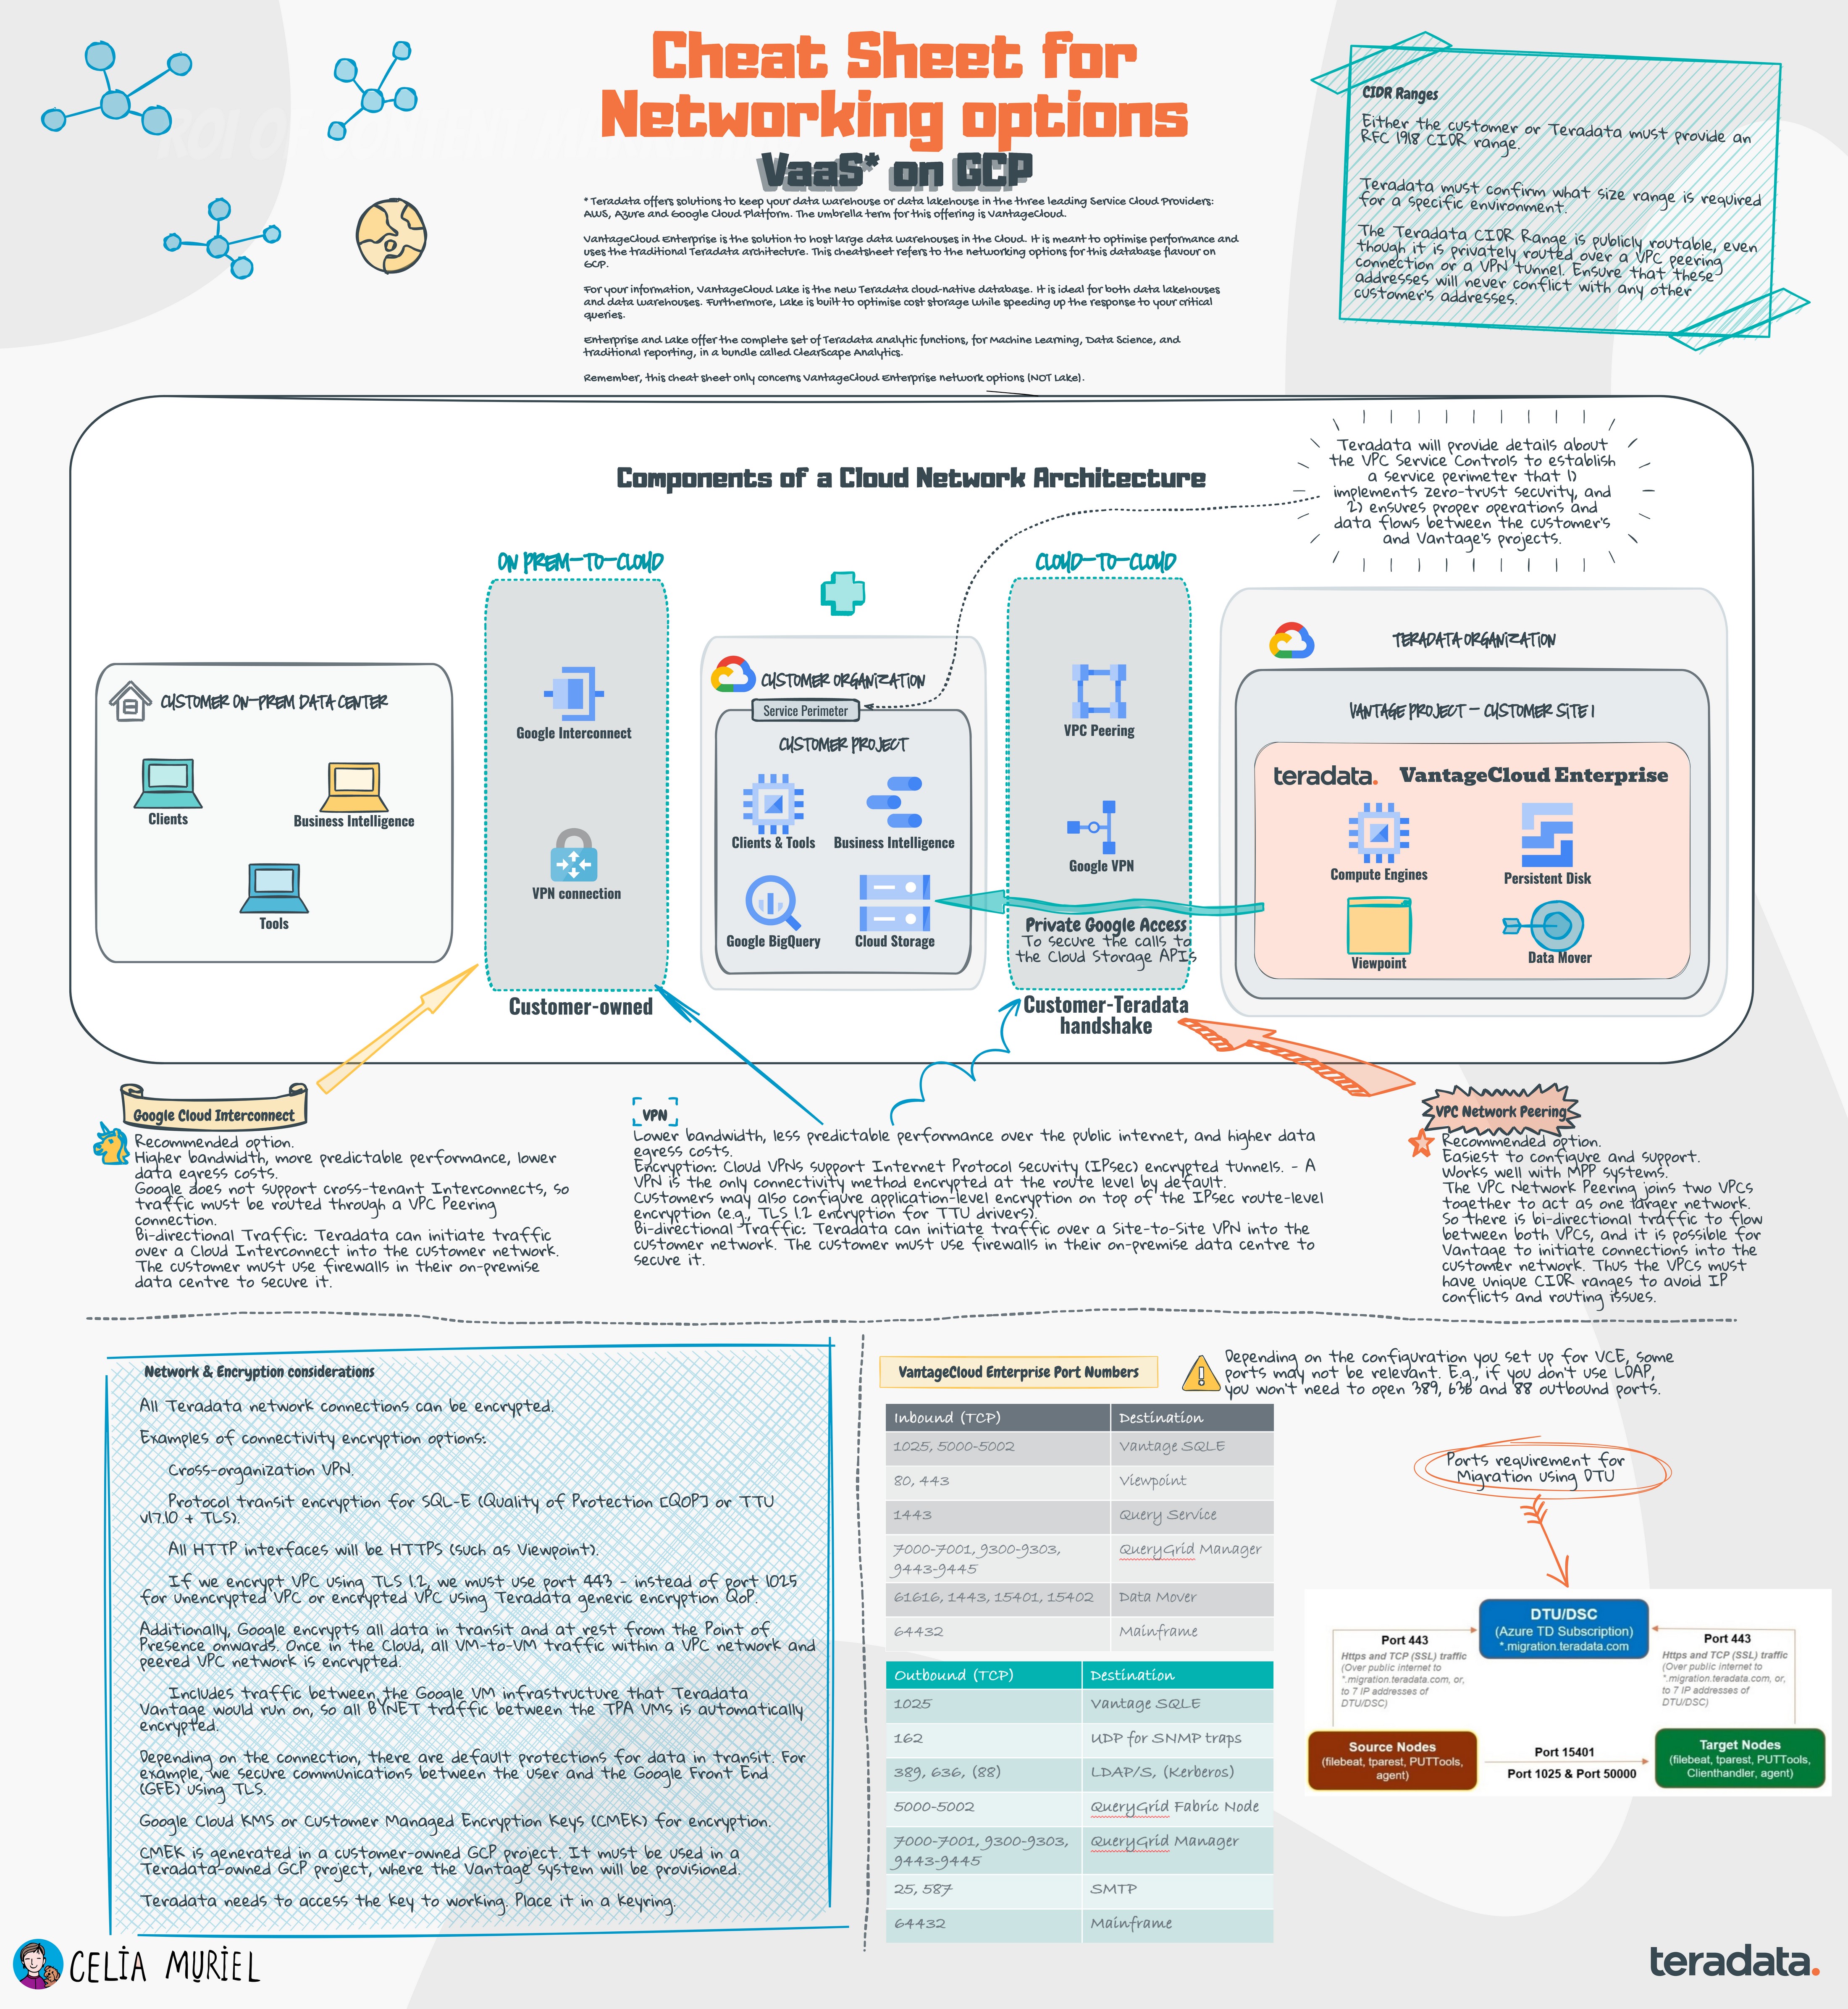 Cheat Sheet for
Networking options
VaaS* on GCP
* Teradata offers solutions to keep your data warehouse or data lakehouse in the three leading Service Cloud Providers:
AWS, Azure and Google Cloud Platform. The umbrella term for this offering is VantageCloud.
VantageCloud Enterprise is the solution to host large data warehouses in the Cloud. It is meant to optimise performance and
uses the traditional Teradata architecture. This cheatsheet refers to the networking options for this database flavour on
GCP.
For your information, VantageCloud Lake is the new Teradata cloud-native database. It is ideal for both data lakehouses
and data warehouses. Furthermore, Lake is built to optimise cost storage while speeding up the response to your critical
queries.
Enterprise and Lake offer the complete set of Teradata analytic functions, for Machine Learning, Data Science, and
traditional reporting, in a bundle called ClearScape Analytics.
Remember, this cheat sheet only concerns VantageCloud Enterprise network options (NOT Lake).
CIDR Ranges
Either the customer or Teradata must provide an
RFC 1918 CIDR range.
Teradata must confirm what size range is required
for a specific environment.
The Teradata CIDR Range is publicly routable, even
though it is privately routed over a VPC peering
connection or a VPN tunnel. Ensure that these
addresses will never conflict with any other
customer's addresses.
Components of a Cloud Network Architecture
Teradata will provide details about
the VPC Service Controls to establish
a service perimeter that 1)
implements zero-trust security, and
2) ensures proper operations and
data flows between the customer's
and Vantage's projects.
CUSTOMER ON-PREM DATA CENTER
Clients
Business Intelligence
Tools
ON PREM-TO-CLOUD
Google Interconnect
VPN connection
Customer-owned
CUSTOMER ORGANIZATION
Service Perimeter
CUSTOMER PROJECT
Clients & Tools
Business Intelligence
Google BigQuery
Cloud Storage
CLOUD-TO-CLOUD
VPC Peering
Google VPN
Private Google Access
To secure the calls to
the Cloud Storage APIs
Customer-Teradata
handshake
TERADATA ORGANIZATION
VANTAGE PROJECT - CUSTOMER SITE 1
teradata. VantageCloud Enterprise
Compute Engines
Persistent Disk
Viewpoint
Data Mover
Google Cloud Interconnect
Recommended option.
Higher bandwidth, more predictable performance, lower
data egress costs.
Google does not support cross-tenant Interconnects, so
traffic must be routed through a VPC Peering
connection.
Bi-directional Traffic: Teradata can initiate traffic
over a Cloud Interconnect into the customer network.
The customer must use firewalls in their on-premise
data centre to secure it.
VPN
Lower bandwidth, less predictable performance over the public internet, and higher data
egress costs.
Encryption: Cloud VPNs support Internet Protocol security (IPsec) encrypted tunnels. - A
VPN is the only connectivity method encrypted at the route level by default.
Customers may also configure application-level encryption on top of the IPsec route-level
encryption (e.g., TLS 1.2 encryption for TTU drivers).
Bi-directional Traffic: Teradata can initiate traffic over a Site-to-Site VPN into the
customer network. The customer must use firewalls in their on-premise data centre to
secure it.
VPC Network Peering
Recommended option.
Easiest to configure and support.
Works well with MPP systems.
The VPC Network Peering joins two VPCs
together to act as one larger network.
So there is bi-directional traffic to flow
between both VPCs, and it is possible for
Vantage to initiate connections into the
customer network. Thus the VPCs must
have unique CIDR ranges to avoid IP
conflicts and routing issues.
Network & Encryption considerations
All Teradata network connections can be encrypted.
Examples of connectivity encryption options:
Cross-organization VPN.
Protocol transit encryption for SQL-E (Quality of Protection [QOP] or TTU
v17.10 + TLS).
All HTTP interfaces will be HTTPs (such as Viewpoint).
If we encrypt VPC using TLS 1.2, we must use port 443 - instead of port 1025
for unencrypted VPC or encrypted VPC using Teradata generic encryption QoP.
Additionally, Google encrypts all data in transit and at rest from the Point of
Presence onwards. Once in the Cloud, all VM-to-VM traffic within a VPC network and
peered VPC network is encrypted.
Includes traffic between the Google VM infrastructure that Teradata
Vantage would run on, so all BYNET traffic between the TPA VMs is automatically
encrypted.
Depending on the connection, there are default protections for data in transit. For
example, we secure communications between the user and the Google Front End
(GFE) using TLS.
Google Cloud KMS or Customer Managed Encryption Keys (CMEK) for encryption.
CMEK is generated in a customer-owned GCP project. It must be used in a
Teradata-owned GCP project, where the Vantage system will be provisioned.
Teradata needs to access the key to working. Place it in a keyring.
VantageCloud Enterprise Port Numbers
Depending on the configuration you set up for VCE, some
ports may not be relevant. E.g., if you don't use LDAP,
you won't need to open 389, 636 and 88 outbound ports.
Inbound (TCP) Destination
1025, 5000-5002 Vantage SQLE
80, 443 Viewpoint
1443 Query Service
7000-7001, 9300-9303, QueryGrid Manager
9443-9445
61616, 1443, 15401, 15402 Data Mover
64432 Mainframe
Outbound (TCP) Destination
1025 Vantage SQLE
162 UDP for SNMP traps
389, 636, (88) LDAP/S, (Kerberos)
5000-5002 QueryGrid Fabric Node
7000-7001, 9300-9303, QueryGrid Manager
9443-9445
25, 587 SMTP
64432 Mainframe
Ports requirement for
Migration using DTU
DTU/DSC
(Azure TD Subscription)
*.migration.teradata.com
Port 443
Https and TCP (SSL) traffic
(Over public internet to
*.migration.teradata.com, or,
to 7 IP addresses of
DTU/DSC)
Port 443
Https and TCP (SSL) traffic
(Over public internet to
*.migration.teradata.com, or,
to 7 IP addresses of
DTU/DSC)
Source Nodes
(filebeat, tparest, PUTTools,
agent)
Port 15401
Port 1025 & Port 50000
Target Nodes
(filebeat, tparest, PUTTools,
Clienthandler, agent)
CELIA MURIEL
teradata.